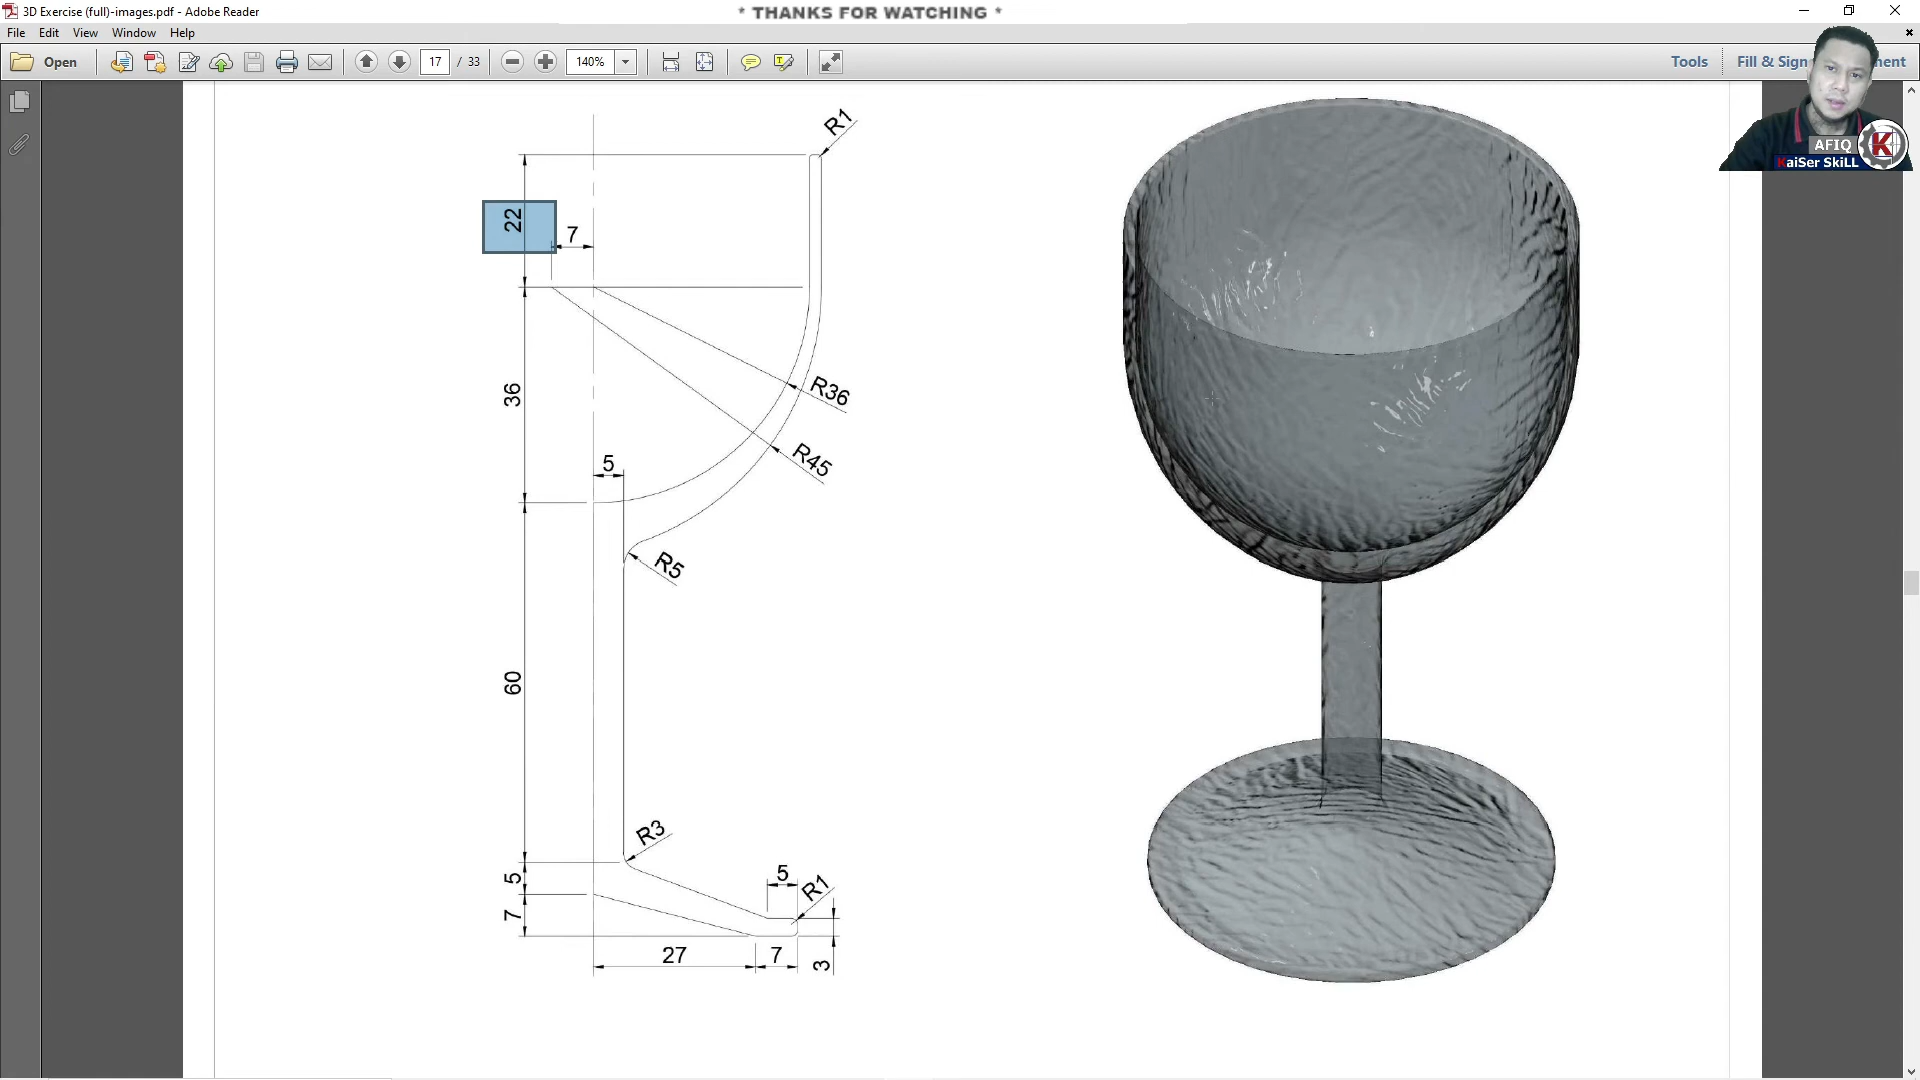 3D Exercise (full)-images.pdf - Adobe Reader
* THANKS FOR WATCHING *
File Edit View Window Help
Open
17 / 33
140%
Tools
Fill & Sign
ent
AFIQ
KaiSer SkiLL
K
R1
22
7
36
R36
R45
5
R5
60
R3
5
5
R1
7
27
7
3